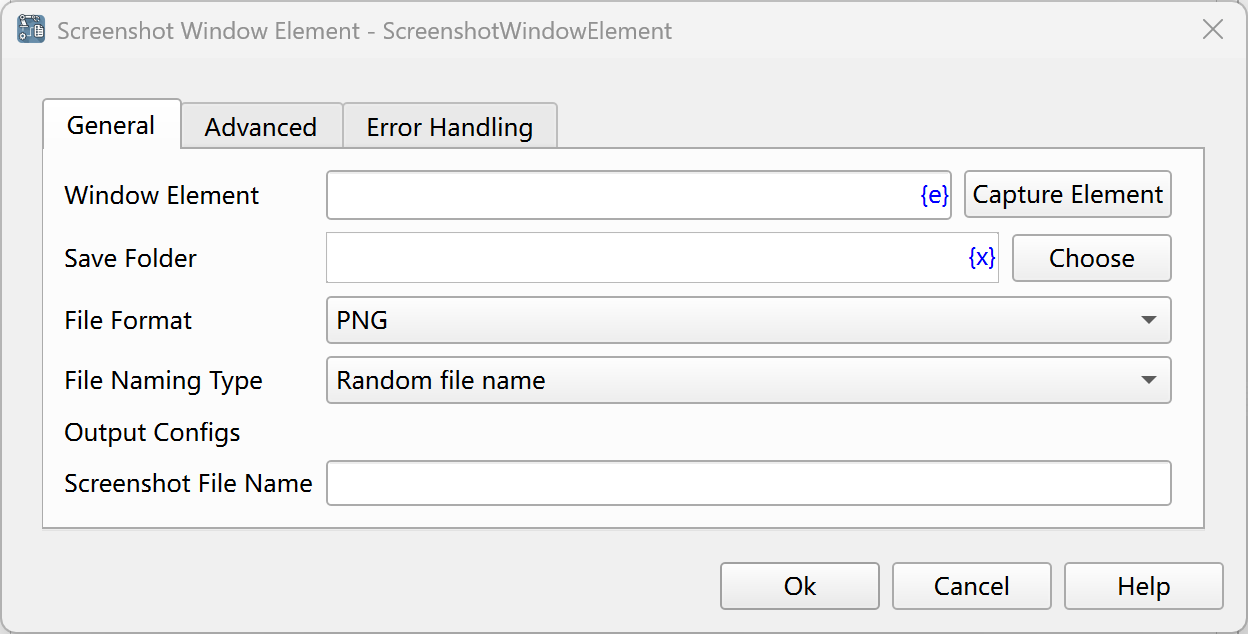 Screenshot Window Element - ScreenshotWindowElement
General Advanced Error Handling
Window Element {e} Capture Element
Save Folder {x} Choose
File Format PNG
File Naming Type Random file name
Output Configs
Screenshot File Name
Ok Cancel Help